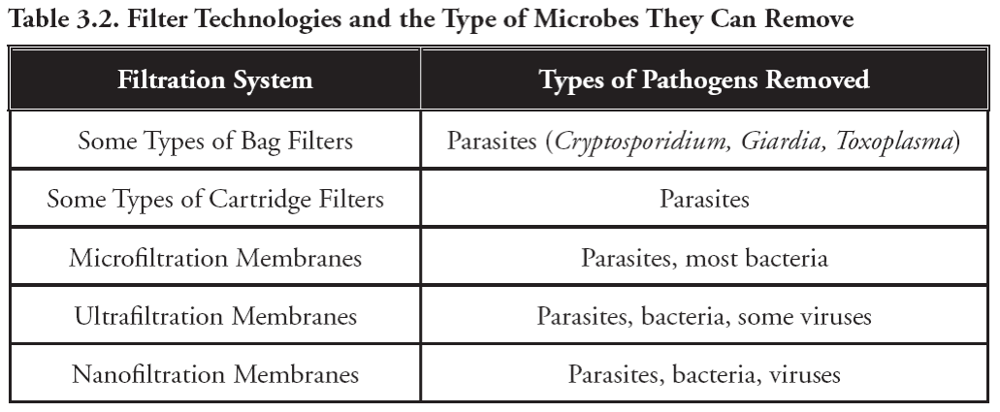 Table 3.2. Filter Technologies and the Type of Microbes They Can Remove
Filtration System Types of Pathogens Removed
Some Types of Bag Filters Parasites (Cryptosporidium, Giardia, Toxoplasma)
Some Types of Cartridge Filters Parasites
Microfiltration Membranes Parasites, most bacteria
Ultrafiltration Membranes Parasites, bacteria, some viruses
Nanofiltration Membranes Parasites, bacteria, viruses